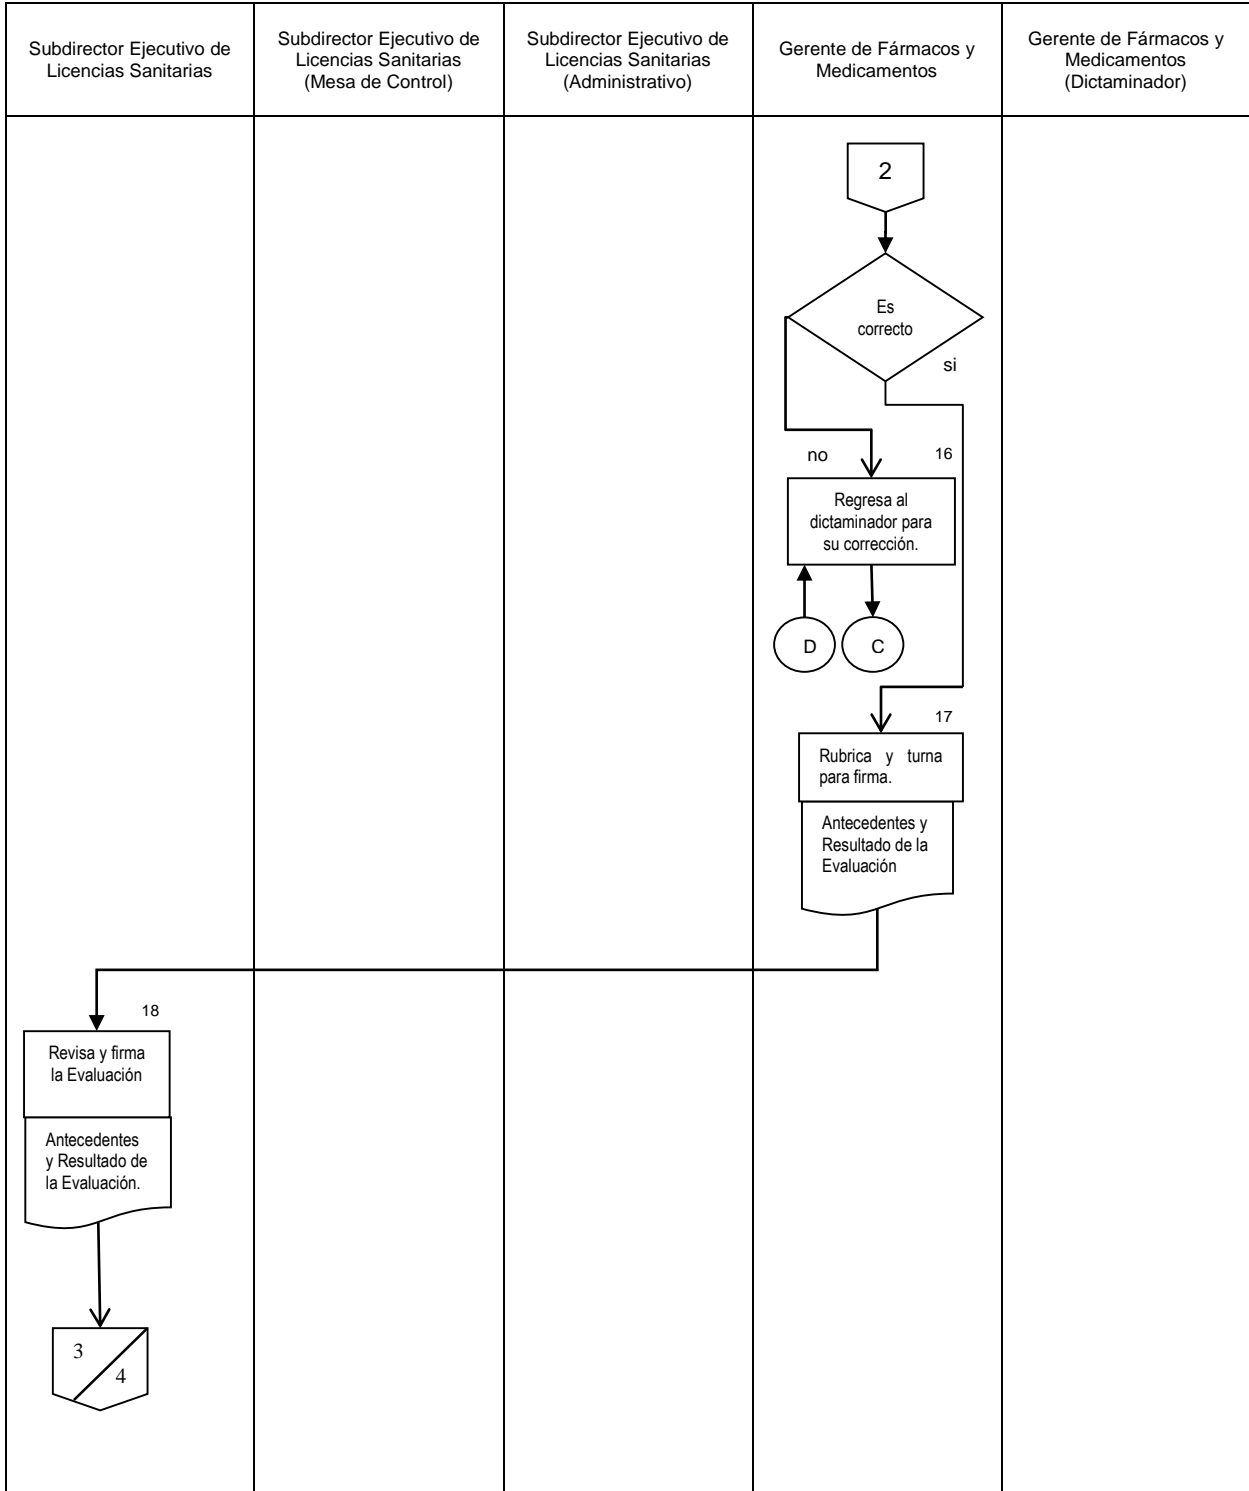 Subdirector Ejecutivo de
Licencias Sanitarias
Subdirector Ejecutivo de
Licencias Sanitarias
(Mesa de Control)
Subdirector Ejecutivo de
Licencias Sanitarias
(Administrativo)
Gerente de Fármacos y
Medicamentos
Gerente de Fármacos y
Medicamentos
(Dictaminador)
2
Es
correcto
si
no
16
Regresa al
dictaminador para
su corrección.
D
C
17
Rubrica y turna
para firma.
Antecedentes y
Resultado de la
Evaluación
18
Revisa y firma
la Evaluación
Antecedentes
y Resultado de
la Evaluación.
3
4